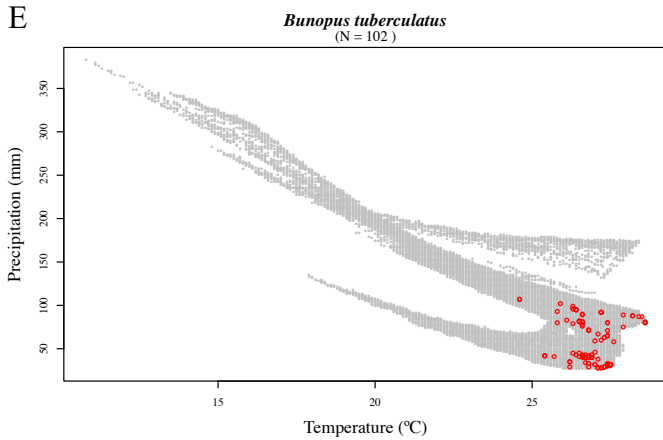 E
Bunopus tuberculatus
(N = 102 )
Precipitation (mm)
350
300
250
200
150
100
50
15
20
25
Temperature (ºC)